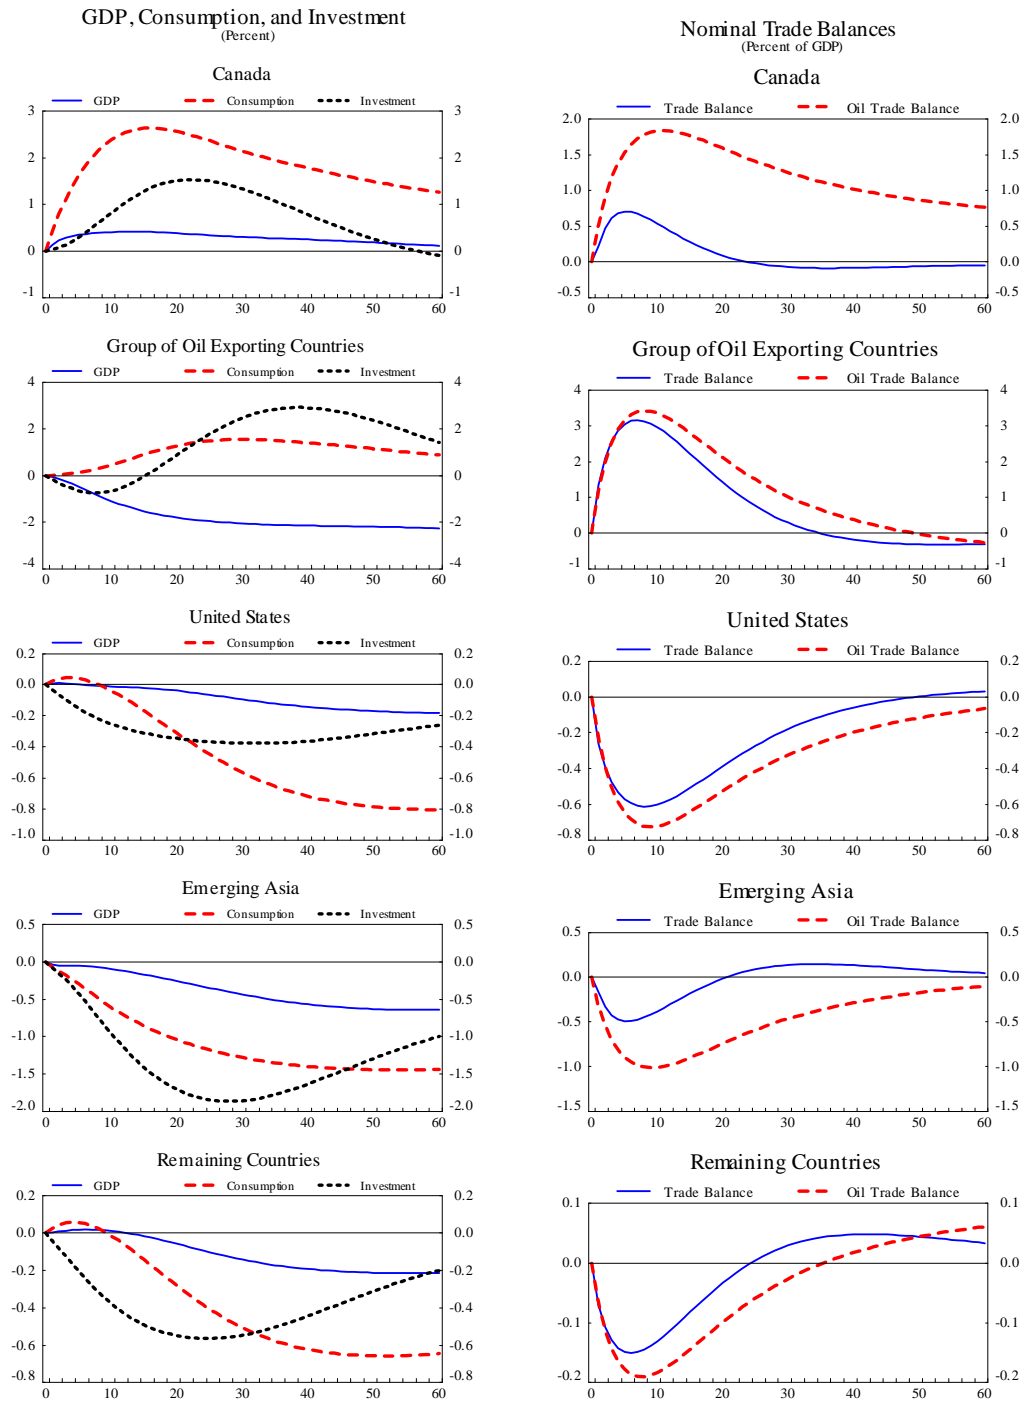 GDP, Consumption, and Investment
(Percent)
Canada
GDP Consumption Investment
3 3
2 2
1 1
0 0
-1 -1
0 10 20 30 40 50 60
Group of Oil Exporting Countries
GDP Consumption Investment
4 4
2 2
0 0
-2 -2
-4 -4
0 10 20 30 40 50 60
United States
GDP Consumption Investment
0.2 0.2
0.0 0.0
-0.2 -0.2
-0.4 -0.4
-0.6 -0.6
-0.8 -0.8
-1.0 -1.0
0 10 20 30 40 50 60
Emerging Asia
GDP Consumption Investment
0.5 0.5
0.0 0.0
-0.5 -0.5
-1.0 -1.0
-1.5 -1.5
-2.0 -2.0
0 10 20 30 40 50 60
Remaining Countries
GDP Consumption Investment
0.2 0.2
0.0 0.0
-0.2 -0.2
-0.4 -0.4
-0.6 -0.6
-0.8 -0.8
0 10 20 30 40 50 60
Nominal Trade Balances
(Percent of GDP)
Canada
Trade Balance Oil Trade Balance
2.0 2.0
1.5 1.5
1.0 1.0
0.5 0.5
0.0 0.0
-0.5 -0.5
0 10 20 30 40 50 60
Group of Oil Exporting Countries
Trade Balance Oil Trade Balance
4 4
3 3
2 2
1 1
0 0
-1 -1
0 10 20 30 40 50 60
United States
Trade Balance Oil Trade Balance
0.2 0.2
0.0 0.0
-0.2 -0.2
-0.4 -0.4
-0.6 -0.6
-0.8 -0.8
0 10 20 30 40 50 60
Emerging Asia
Trade Balance Oil Trade Balance
0.5 0.5
0.0 0.0
-0.5 -0.5
-1.0 -1.0
-1.5 -1.5
0 10 20 30 40 50 60
Remaining Countries
Trade Balance Oil Trade Balance
0.1 0.1
0.0 0.0
-0.1 -0.1
-0.2 -0.2
0 10 20 30 40 50 60